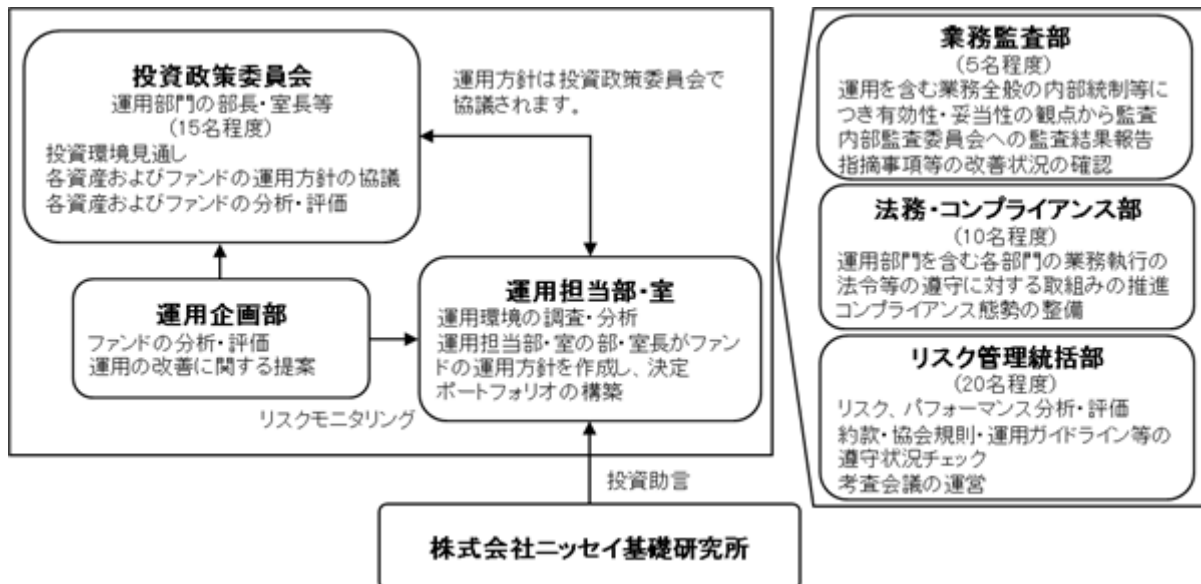 投資政策委員会
運用部門の部長・室長等
(15名程度)
投資環境見通し
各資産およびファンドの運用方針の協議
各資産およびファンドの分析・評価
運用方針は投資政策委員会で
協議されます。
運用企画部
ファンドの分析・評価
運用の改善に関する提案
リスクモニタリング
運用担当部・室
運用環境の調査・分析
運用担当部・室の部・室長がファン
ドの運用方針を作成し、決定
ポートフォリオの構築
投資助言
株式会社ニッセイ基礎研究所
業務監査部
(5名程度)
運用を含む業務全般の内部統制等に
つき有効性・妥当性の観点から監査
内部監査委員会への監査結果報告
指摘事項等の改善状況の確認
法務・コンプライアンス部
(10名程度)
運用部門を含む各部門の業務執行の
法令等の遵守に対する取組みの推進
コンプライアンス態勢の整備
リスク管理統括部
(20名程度)
リスク、パフォーマンス分析・評価
約款・協会規則・運用ガイドライン等の
遵守状況チェック
考査会議の運営